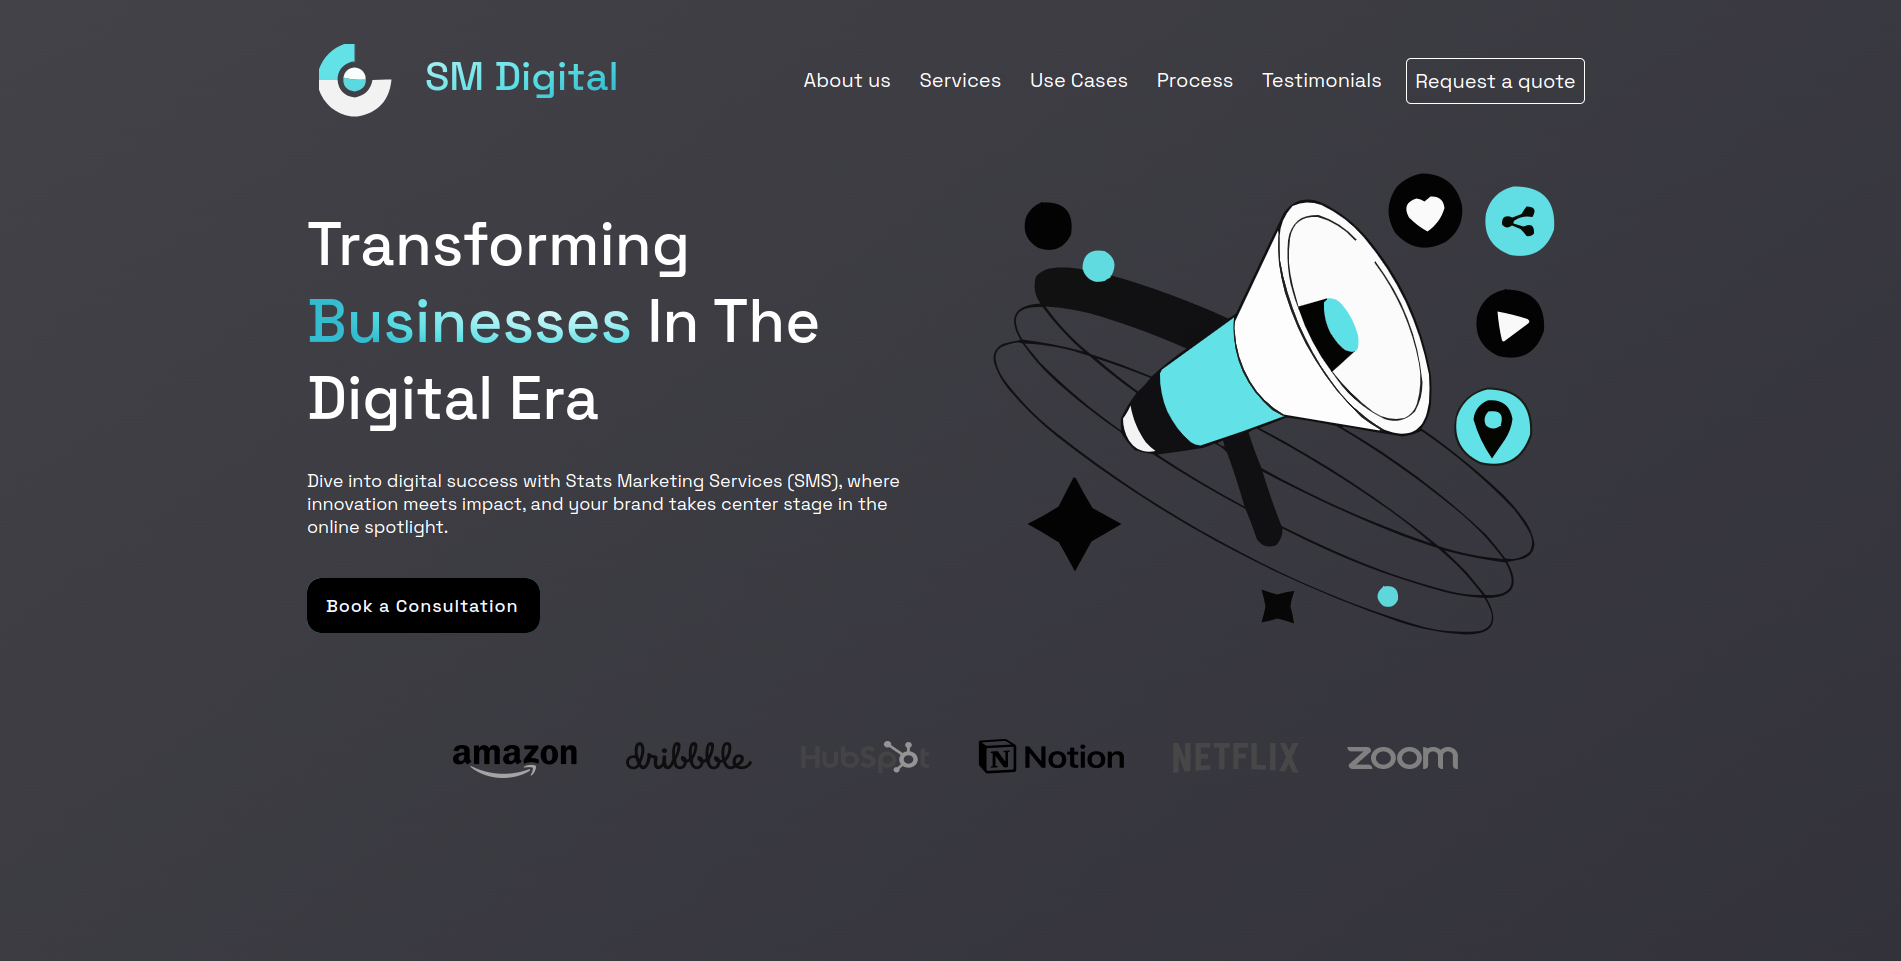 SM Digital
About us Services Use Cases Process Testimonials Request a quote
Transforming
Businesses In The
Digital Era
Dive into digital success with Stats Marketing Services (SMS), where
innovation meets impact, and your brand takes center stage in the
online spotlight.
Book a Consultation
amazon dribbble HubSpot Notion NETFLIX zoom